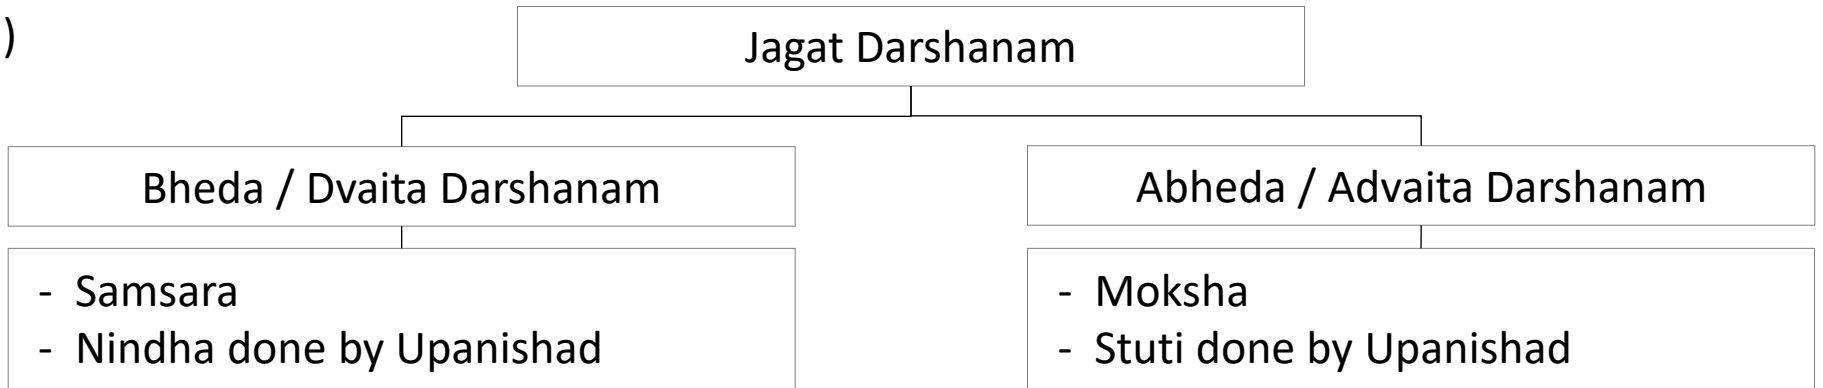 )
Jagat Darshanam
Bheda / Dvaita Darshanam
Abheda / Advaita Darshanam
- Samsara
- Nindha done by Upanishad
- Moksha
- Stuti done by Upanishad